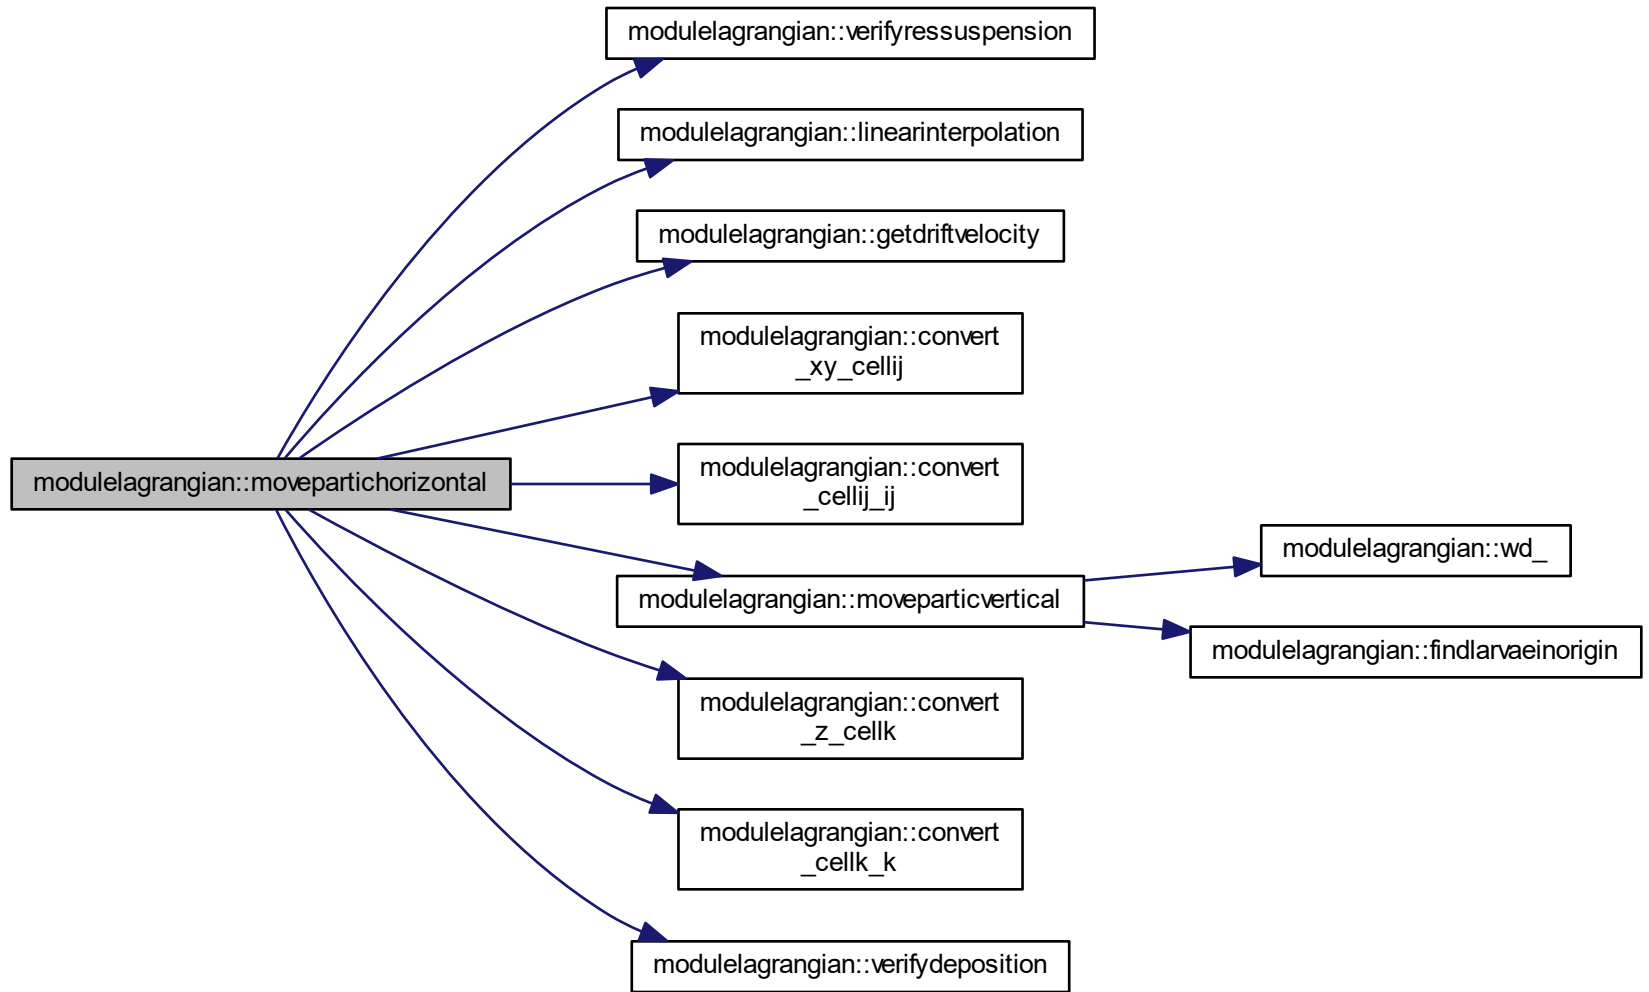 modulelagrangian::verifyressuspension
modulelagrangian::linearinterpolation
modulelagrangian::getdriftvelocity
modulelagrangian::convert
_xy_cellij
modulelagrangian::movepartichorizontal
modulelagrangian::convert
_cellij_ij
modulelagrangian::moveparticvertical
modulelagrangian::wd_
modulelagrangian::findlarvaeinorigin
modulelagrangian::convert
_z_cellk
modulelagrangian::convert
_cellk_k
modulelagrangian::verifydeposition